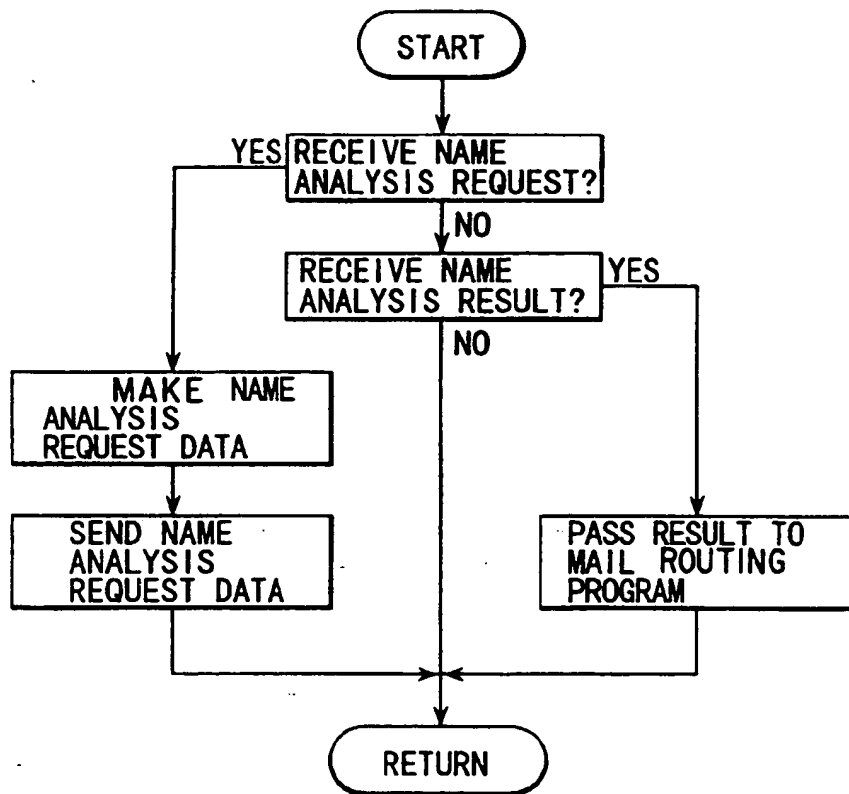 START
YES
RECEIVE NAME
ANALYSIS REQUEST?
NO
RECEIVE NAME
ANALYSIS RESULT?
YES
NO
MAKE NAME
ANALYSIS
REQUEST DATA
SEND NAME
ANALYSIS
REQUEST DATA
PASS RESULT TO
MAIL ROUTING
PROGRAM
RETURN